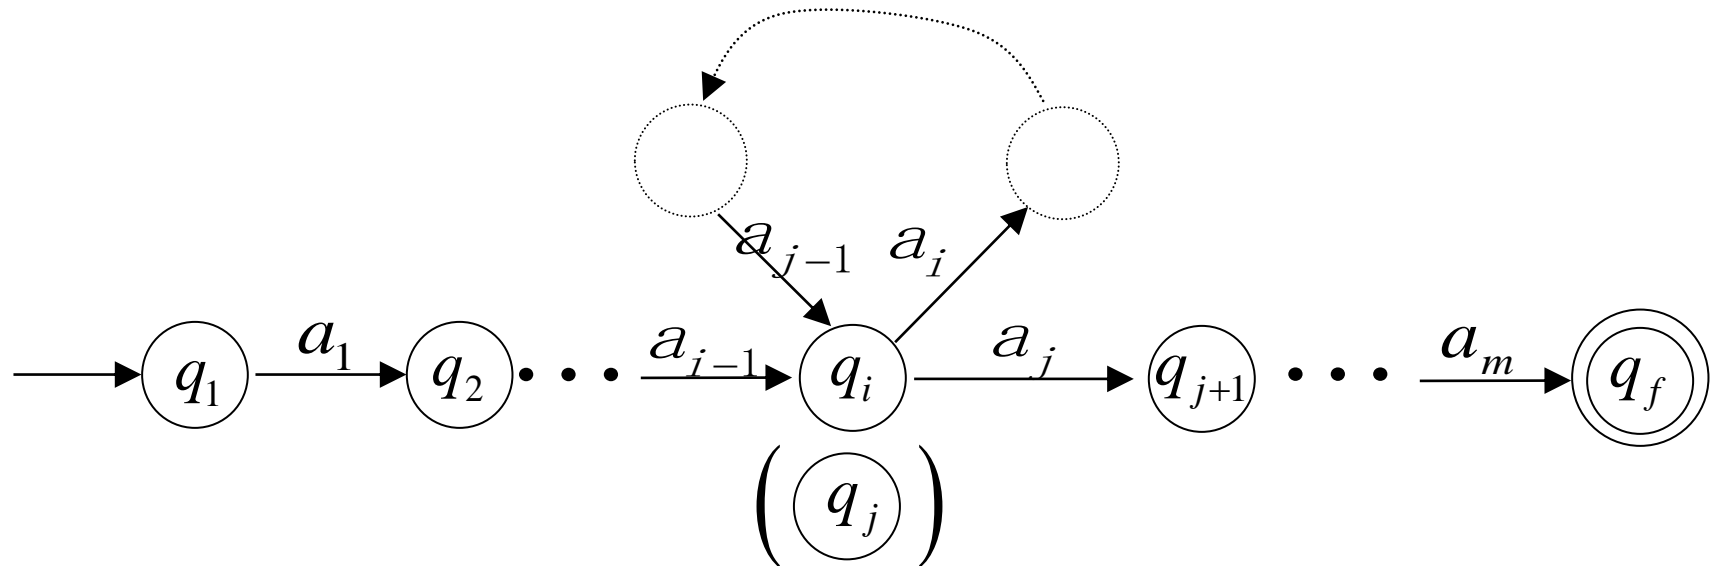 a_{j-1} a_i
q_1 a_1 q_2 • • • a_{i-1} q_i a_j q_{j+1} • • • a_m q_f
( q_j )